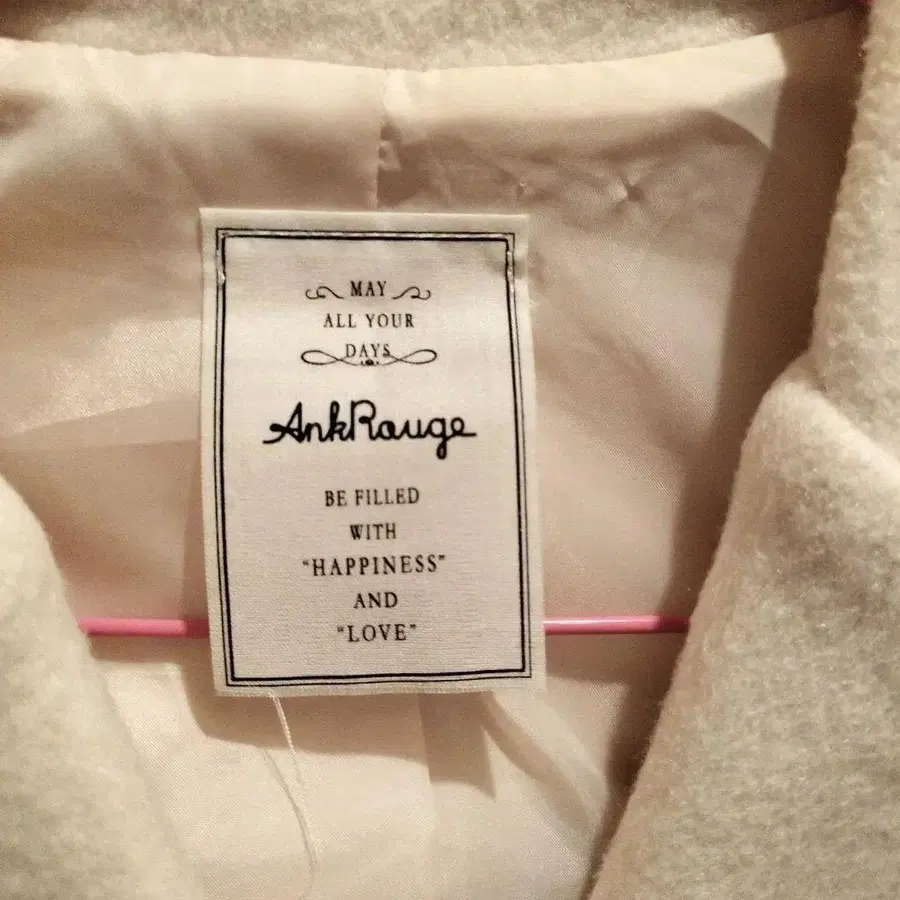 MAY
ALL YOUR
DAYS
AnkRouge
BE FILLED
WITH
"HAPPINESS"
AND
"LOVE"